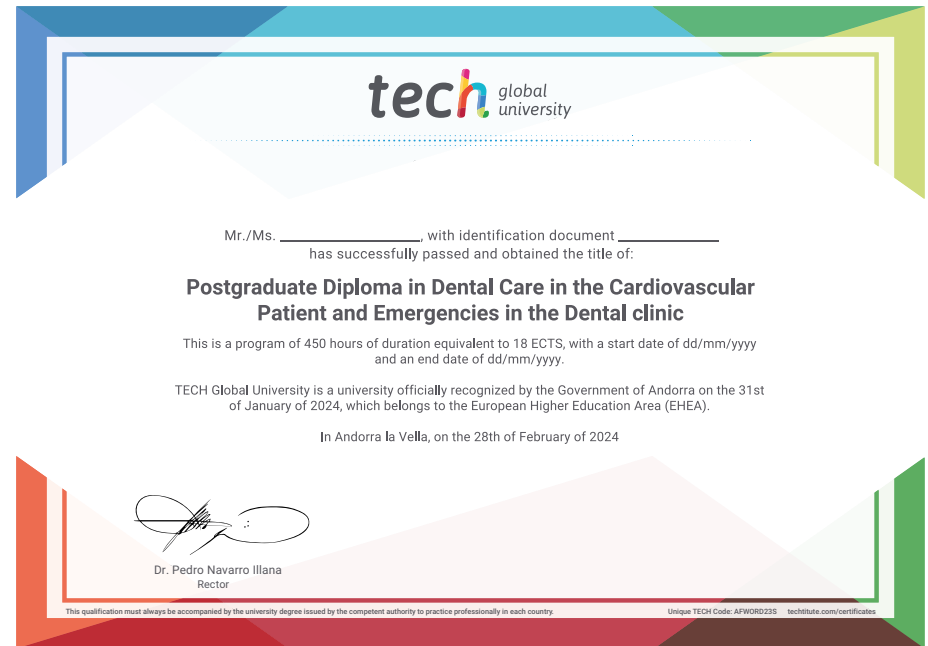 tech global
university
Mr./Ms. ____________, with identification document ____________
has successfully passed and obtained the title of:
Postgraduate Diploma in Dental Care in the Cardiovascular
Patient and Emergencies in the Dental clinic
This is a program of 450 hours of duration equivalent to 18 ECTS, with a start date of dd/mm/yyyy
and an end date of dd/mm/yyyy.
TECH Global University is a university officially recognized by the Government of Andorra on the 31st
of January of 2024, which belongs to the European Higher Education Area (EHEA).
In Andorra la Vella, on the 28th of February of 2024
Dr. Pedro Navarro Illana
Rector
This qualification must always be accompanied by the university degree issued by the competent authority to practice professionally in each country.
Unique TECH Code: AFWORD23S techtitute.com/certificates